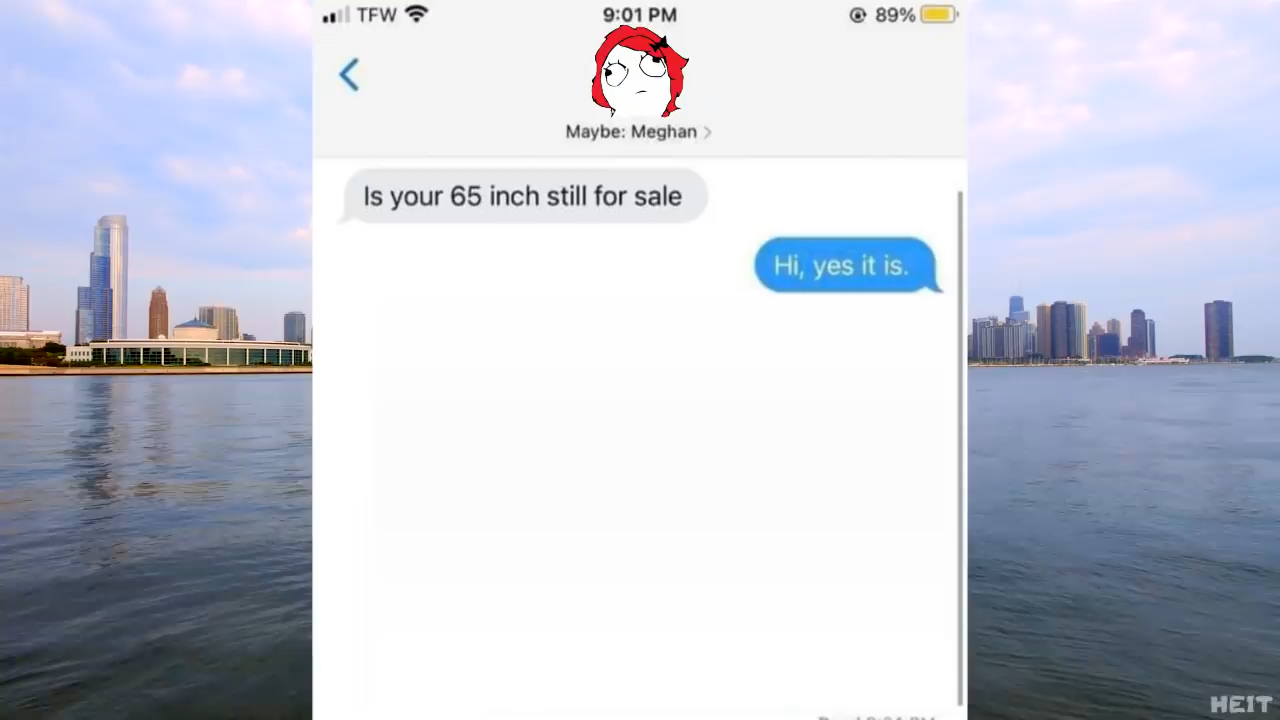 TFW
9:01 PM
89%
Maybe: Meghan
Is your 65 inch still for sale
Hi, yes it is.
HEIT